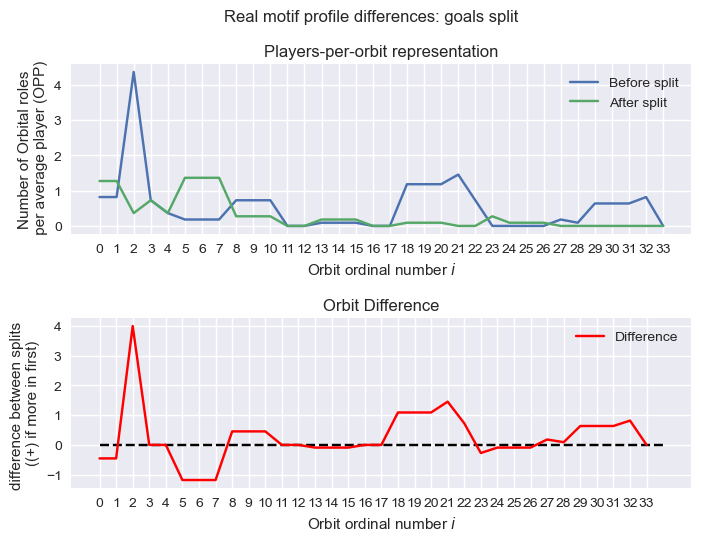 Real motif profile differences: goals split
Players-per-orbit representation
Number of Orbital roles
per average player (OPP)
4
3
2
1
0
Before split
After split
0 1 2 3 4 5 6 7 8 9 10 11 12 13 14 15 16 17 18 19 20 21 22 23 24 25 26 27 28 29 30 31 32 33
Orbit ordinal number i
Orbit Difference
difference between splits
((+) if more in first)
4
3
2
1
0
−1
Difference
0 1 2 3 4 5 6 7 8 9 10 11 12 13 14 15 16 17 18 19 20 21 22 23 24 25 26 27 28 29 30 31 32 33
Orbit ordinal number i